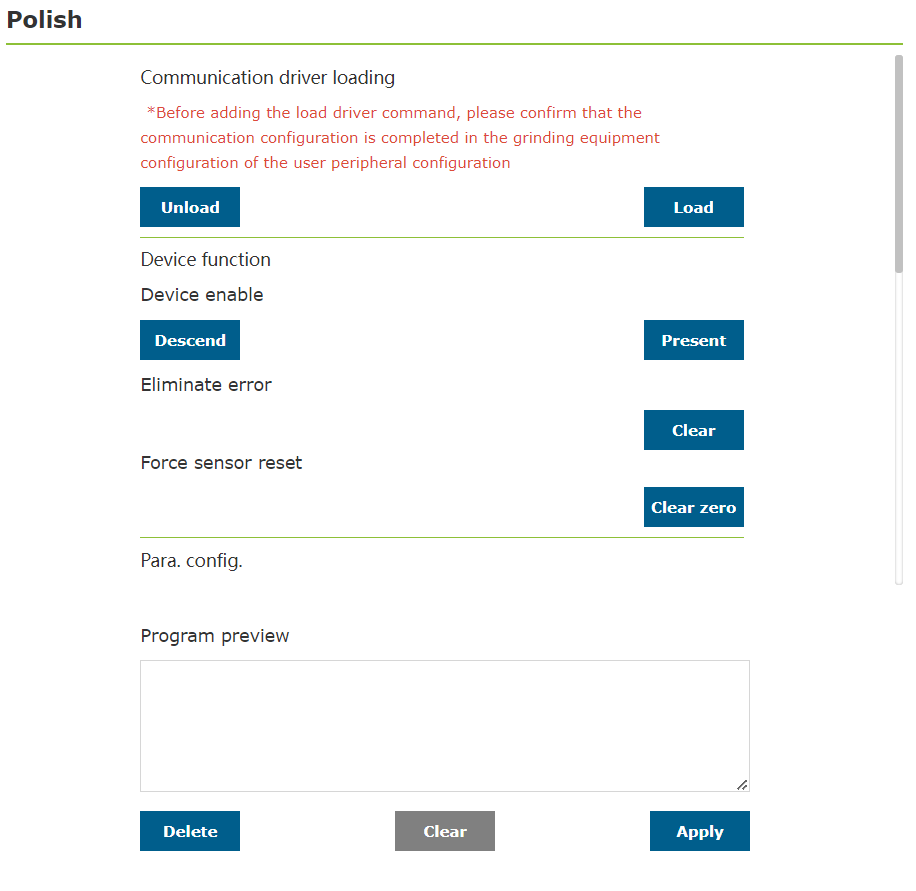 Polish
Communication driver loading
*Before adding the load driver command, please confirm that the
communication configuration is completed in the grinding equipment
configuration of the user peripheral configuration
Unload Load
Device function
Device enable
Descend Present
Eliminate error
Clear
Force sensor reset
Clear zero
Para. config.
Program preview
Delete Clear Apply